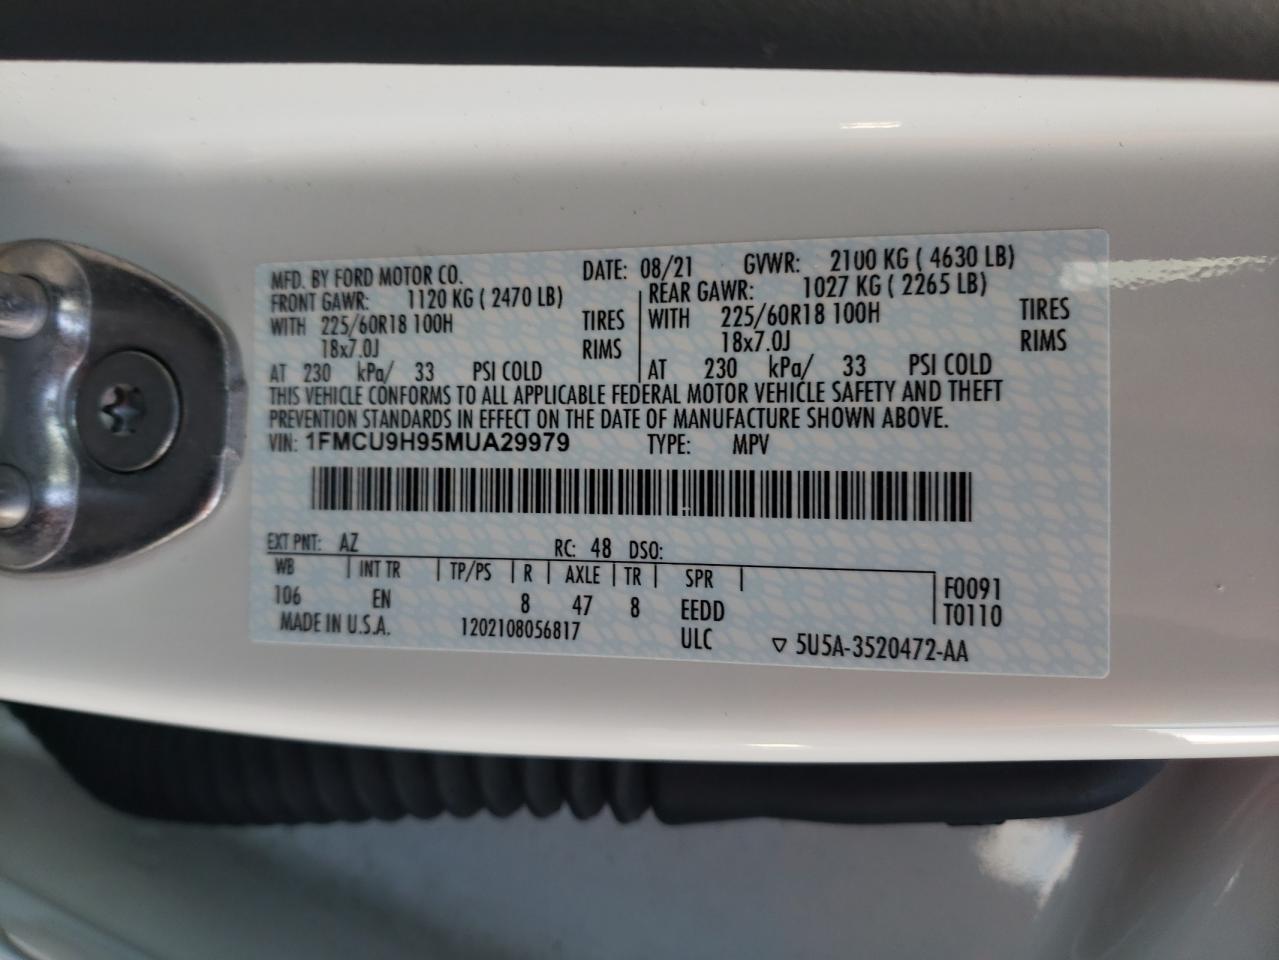 MFD. BY FORD MOTOR CO. DATE: 08/21 GVWR: 2100 KG ( 4630 LB)
FRONT GAWR: 1120 KG ( 2470 LB) REAR GAWR: 1027 KG ( 2265 LB)
WITH 225/60R18 100H TIRES WITH 225/60R18 100H TIRES
18x7.0J RIMS 18x7.0J RIMS
AT 230 kPa/ 33 PSI COLD AT 230 kPa/ 33 PSI COLD
THIS VEHICLE CONFORMS TO ALL APPLICABLE FEDERAL MOTOR VEHICLE SAFETY AND THEFT
PREVENTION STANDARDS IN EFFECT ON THE DATE OF MANUFACTURE SHOWN ABOVE.
VIN: 1FMCU9H95MUA29979 TYPE: MPV
EXT PNT: AZ RC: 48 DSO:
WB INT TR TP/PS R AXLE TR SPR F0091
106 EN 8 47 8 EEDD T0110
MADE IN U.S.A. 1202108056817 ULC ▽ 5U5A-3520472-AA